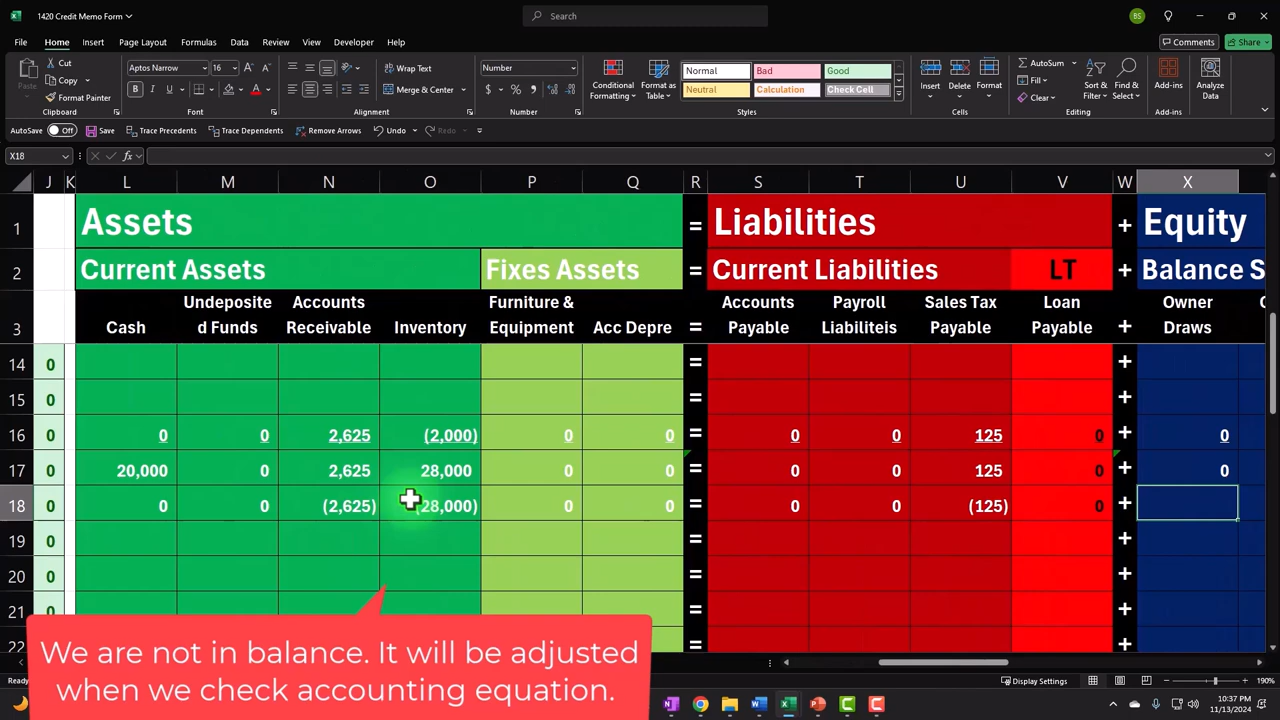 1420 Credit Memo Form
Search
BS
File Home Insert Page Layout Formulas Data Review View Developer Help
Comments Share
Cut
Copy
Format Painter
Paste
Clipboard
Aptos Narrow 16
Font
Wrap Text
Merge & Center
Alignment
Number
Number
Conditional Formatting
Format as Table
Normal Bad Good
Neutral Calculation Check Cell
Styles
Insert Delete Format
Cells
AutoSum
Fill
Clear
Sort & Filter
Find & Select
Editing
Add-ins
Add-ins
Analyze Data
AutoSave Off Save Trace Precedents Trace Dependents Remove Arrows Undo Redo
X18 fx
J K L M N O P Q R S T U V W X
1 Assets = Liabilities + Equity
2 Current Assets Fixes Assets = Current Liabilities LT + Balance S
3 Cash Undeposite d Funds Accounts Receivable Inventory Furniture & Equipment Acc Depre = Accounts Payable Payroll Liabiliteis Sales Tax Payable Loan Payable + Owner Draws
14 0 = +
15 0 = +
16 0 0 0 2,625 (2,000) 0 0 = 0 0 125 0 + 0
17 0 20,000 0 2,625 28,000 0 0 = 0 0 125 0 + 0
18 0 0 0 (2,625) (28,000) 0 0 = 0 0 (125) 0 +
19 0 = +
20 0 = +
21 0 = +
22 = +
We are not in balance. It will be adjusted
when we check accounting equation.
Display Settings 190%
10:37 PM
11/13/2024